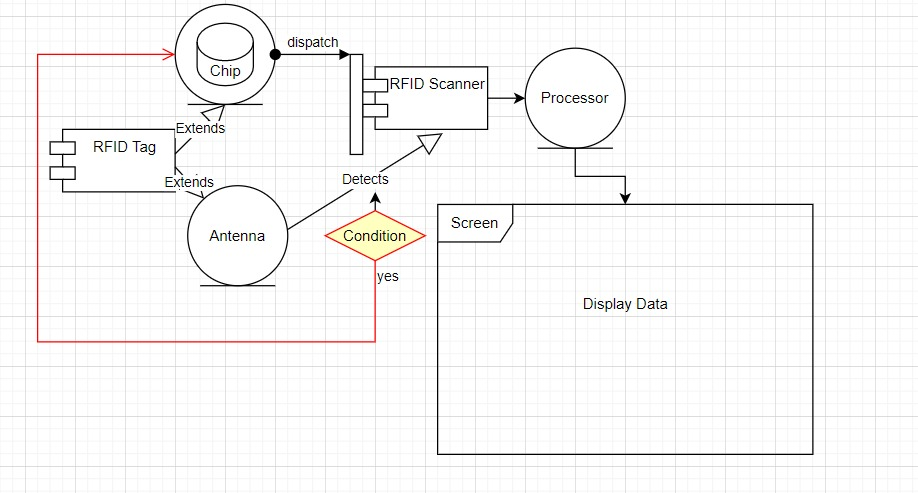 dispatch
Chip
RFID Scanner
Processor
Extends
RFID Tag
Extends
Detects
Antenna
Condition
Screen
yes
Display Data